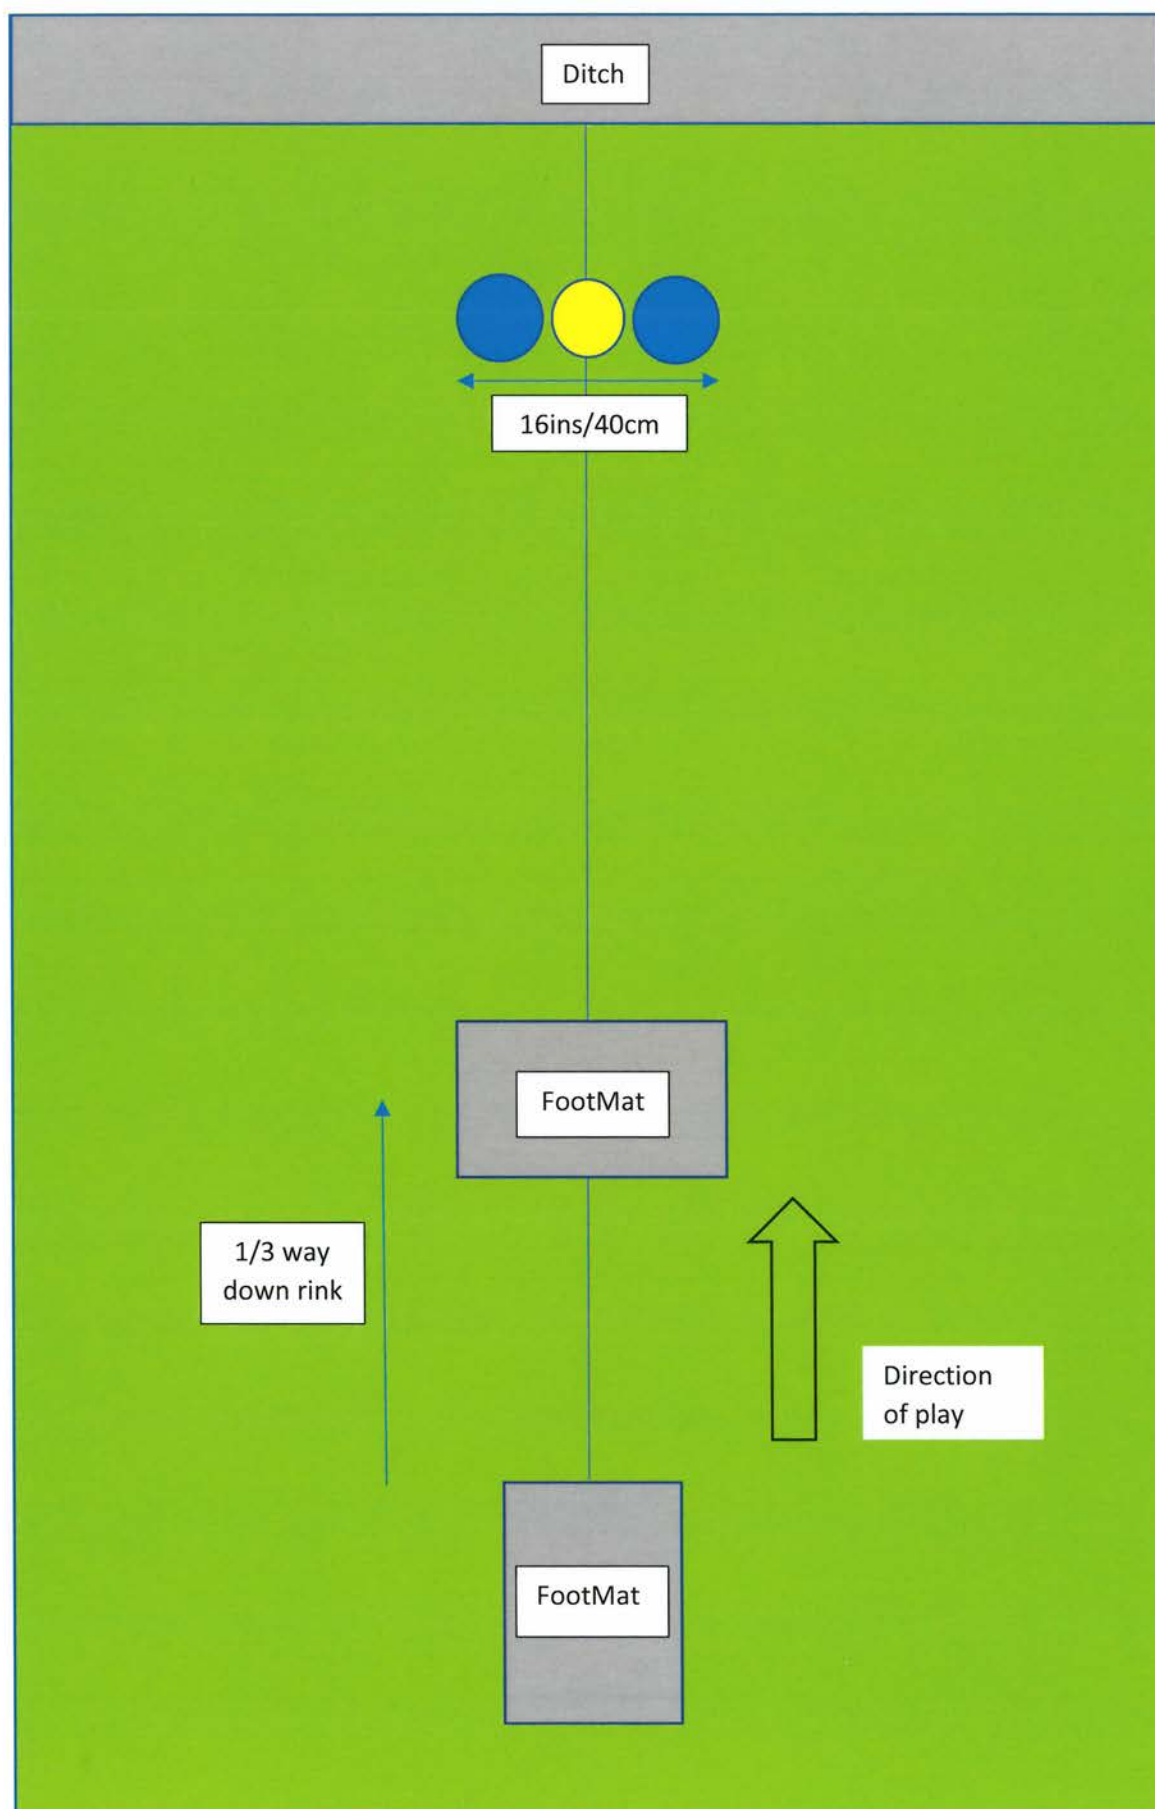 Ditch
16ins/40cm
FootMat
1/3 way
down rink
Direction
of play
FootMat